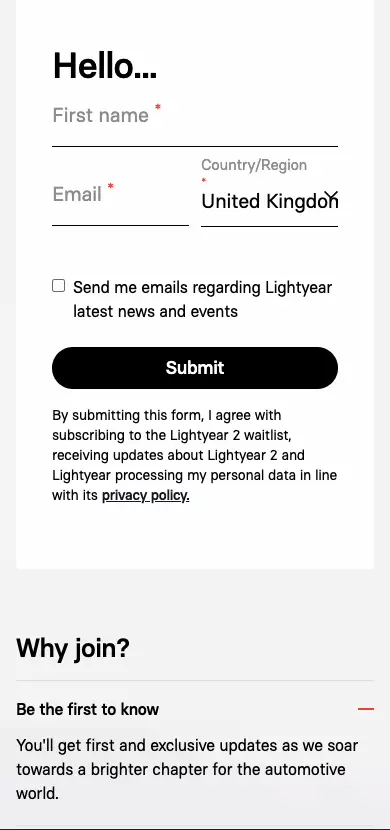 Hello...
First name *
Country/Region
*
Email *
United Kingdom
Send me emails regarding Lightyear
latest news and events
Submit
By submitting this form, I agree with
subscribing to the Lightyear 2 waitlist,
receiving updates about Lightyear 2 and
Lightyear processing my personal data in line
with its privacy policy.
Why join?
Be the first to know
You'll get first and exclusive updates as we soar
towards a brighter chapter for the automotive
world.